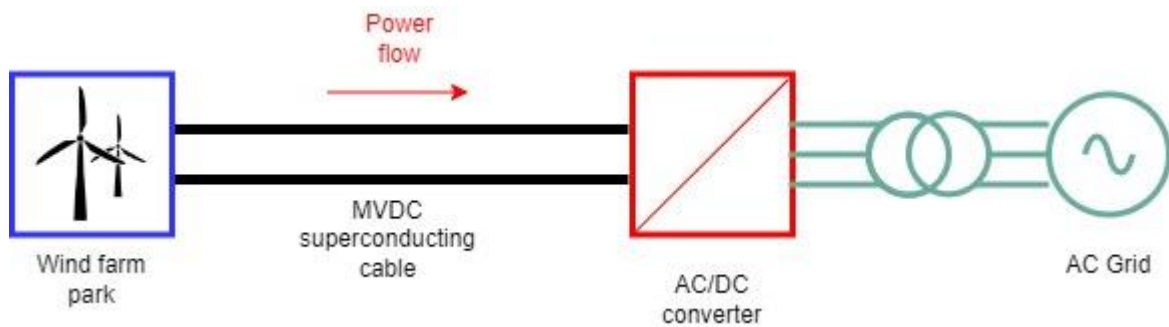 Power
flow
MVDC
superconducting
cable
Wind farm
park
AC/DC
converter
AC Grid